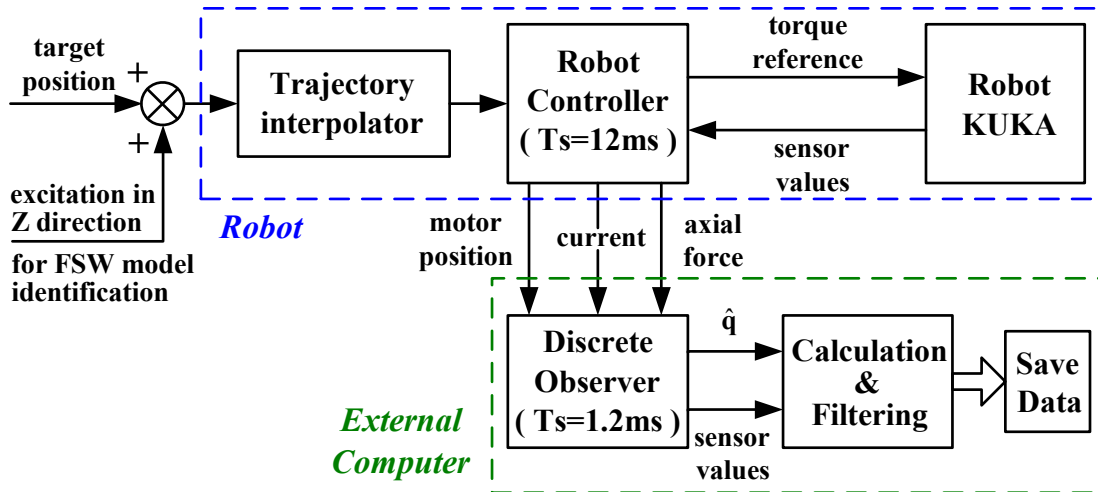 target
position
+
+
excitation in
Z direction
for FSW model
identification
Trajectory
interpolator
Robot
Controller
( Ts=12ms )
torque
reference
sensor
values
Robot
KUKA
Robot
motor
position
current
axial
force
Discrete
Observer
( Ts=1.2ms )
q̂
sensor
values
Calculation
&
Filtering
Save
Data
External
Computer